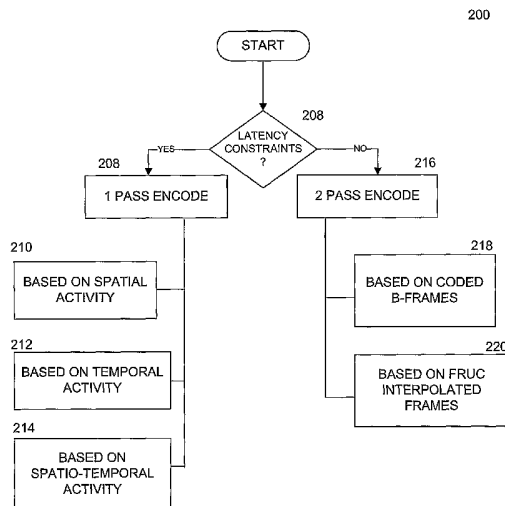 200
START
208
LATENCY
CONSTRAINTS
?
YES
NO
208
1 PASS ENCODE
216
2 PASS ENCODE
210
BASED ON SPATIAL
ACTIVITY
212
BASED ON TEMPORAL
ACTIVITY
214
BASED ON
SPATIO-TEMPORAL
ACTIVITY
218
BASED ON CODED
B-FRAMES
220
BASED ON FRUC
INTERPOLATED
FRAMES